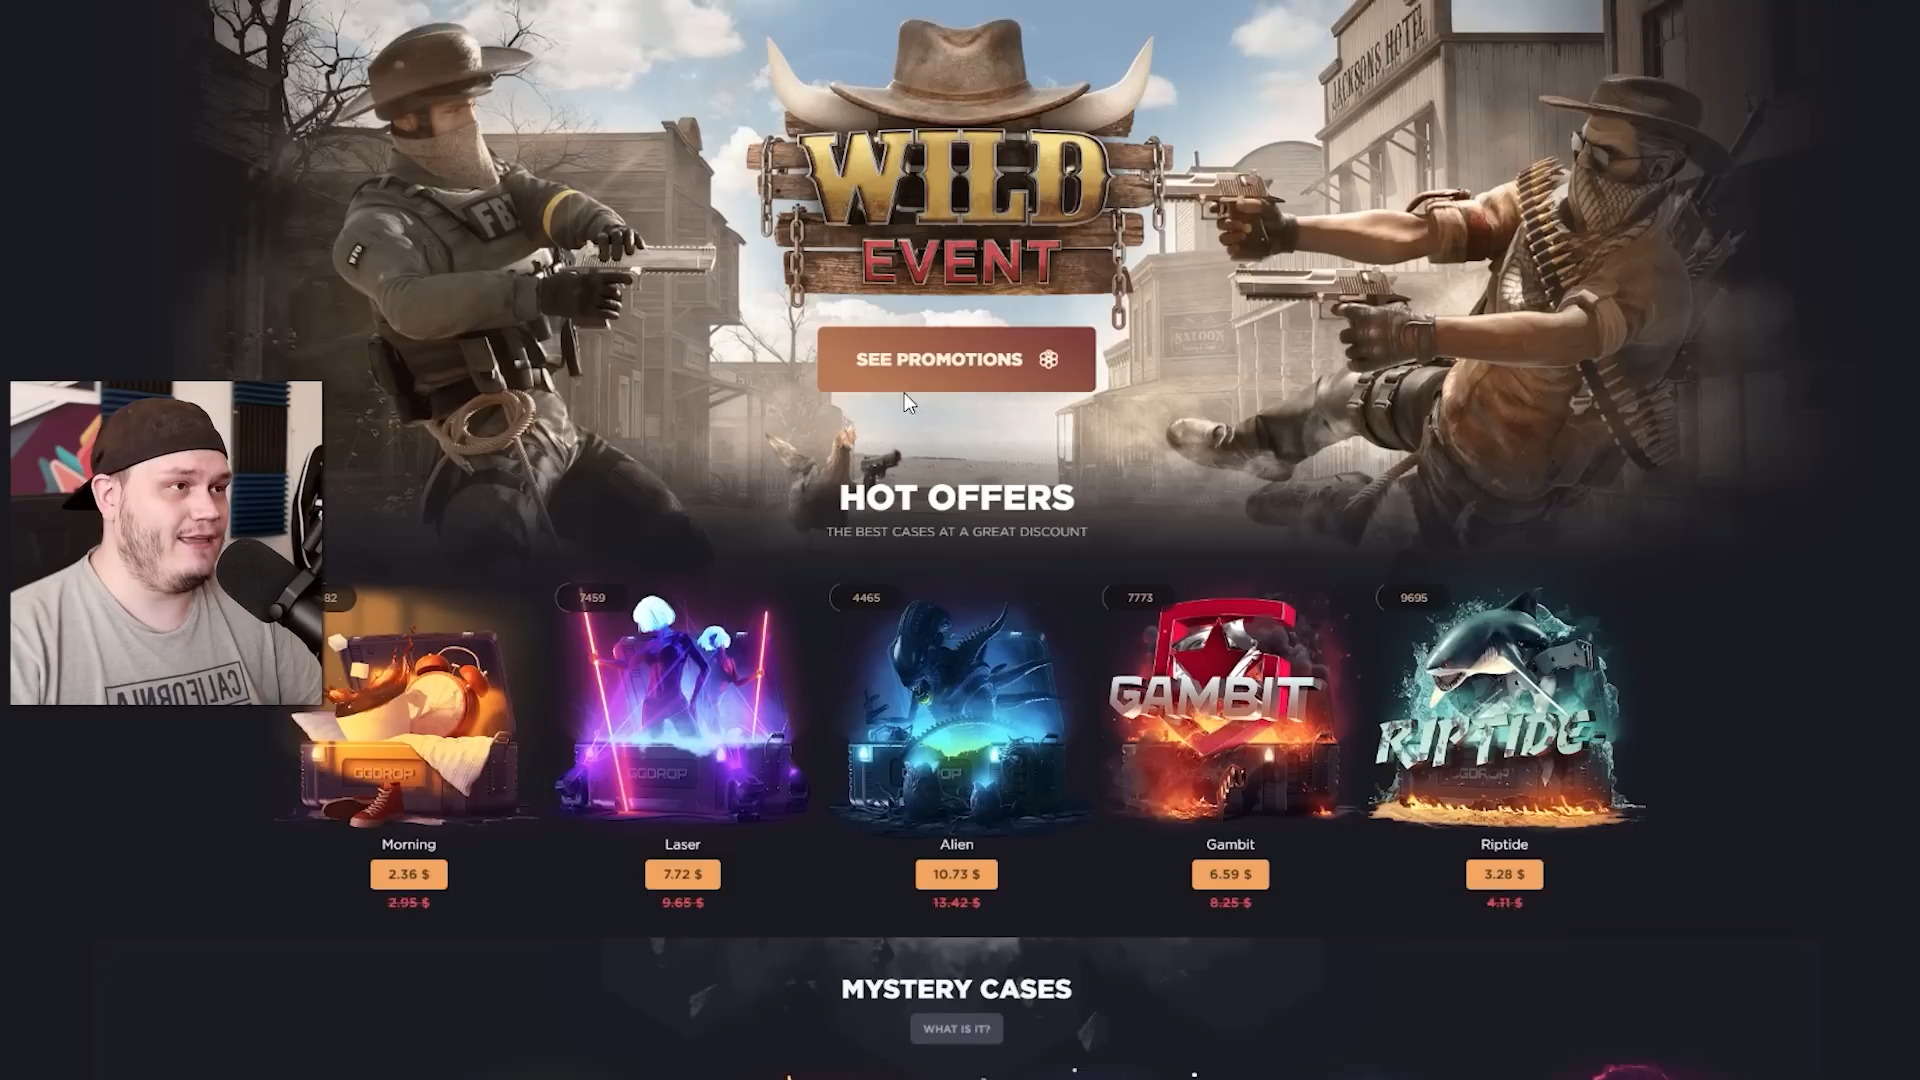 JACKSONS HOTEL
WILD
FBI
EVENT
SALOON
SEE PROMOTIONS
HOT OFFERS
THE BEST CASES AT A GREAT DISCOUNT
82
7459
4465
7773
9695
CALIFORNIA
GAMBIT
RIPTIDE
GGDROP
GGDROP
Morning
Laser
Alien
Gambit
Riptide
2.36 $
7.72 $
10.73 $
6.59 $
3.28 $
2.95 $
9.65 $
13.42 $
8.25 $
4.11 $
MYSTERY CASES
WHAT IS IT?